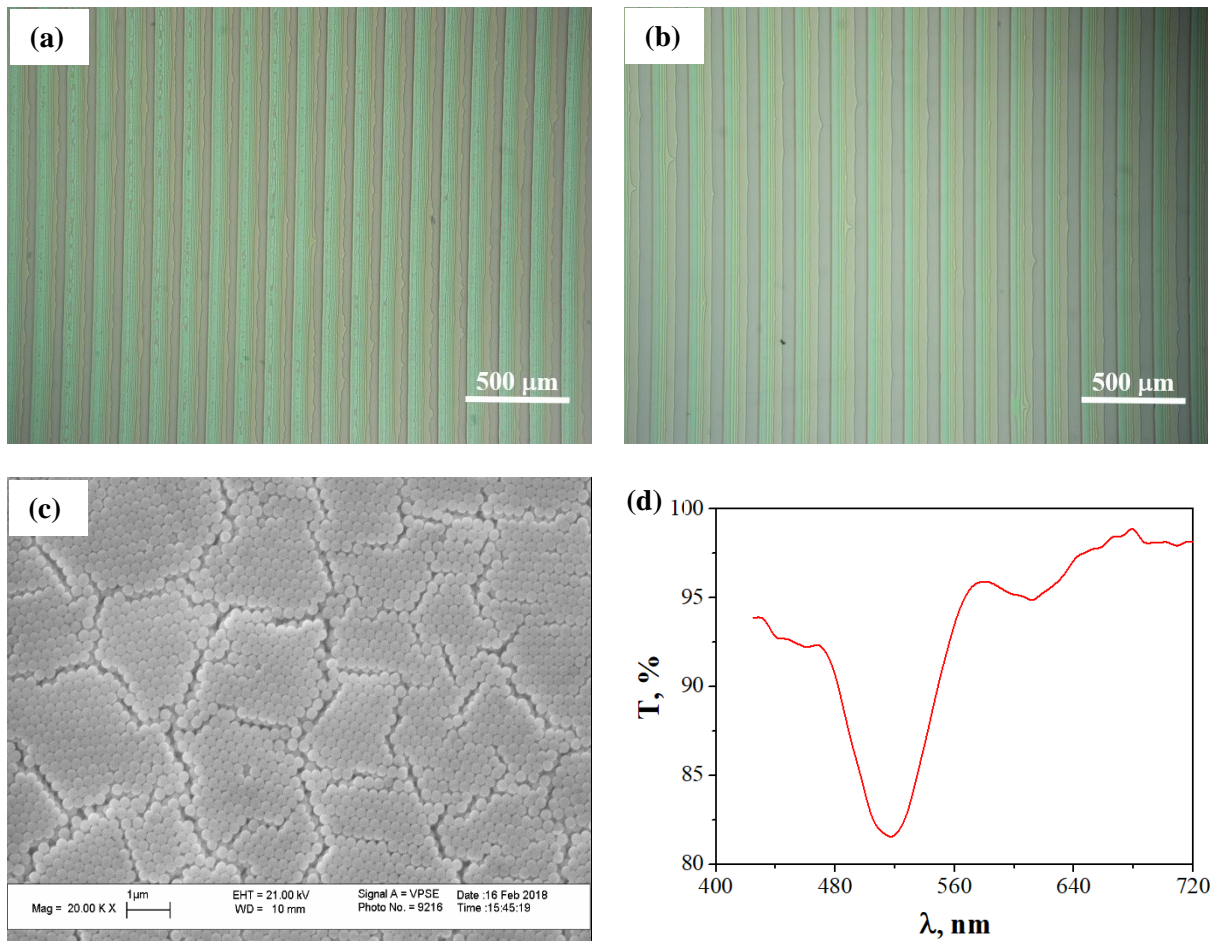 (a)
500 μm
(b)
500 μm
(c)
Mag = 20.00 K X
1μm
EHT = 21.00 kV
WD = 10 mm
Signal A = VPSE
Photo No. = 9216
Date :16 Feb 2018
Time :15:45:19
(d)
100
95
90
85
80
T, %
400
480
560
640
720
λ, nm